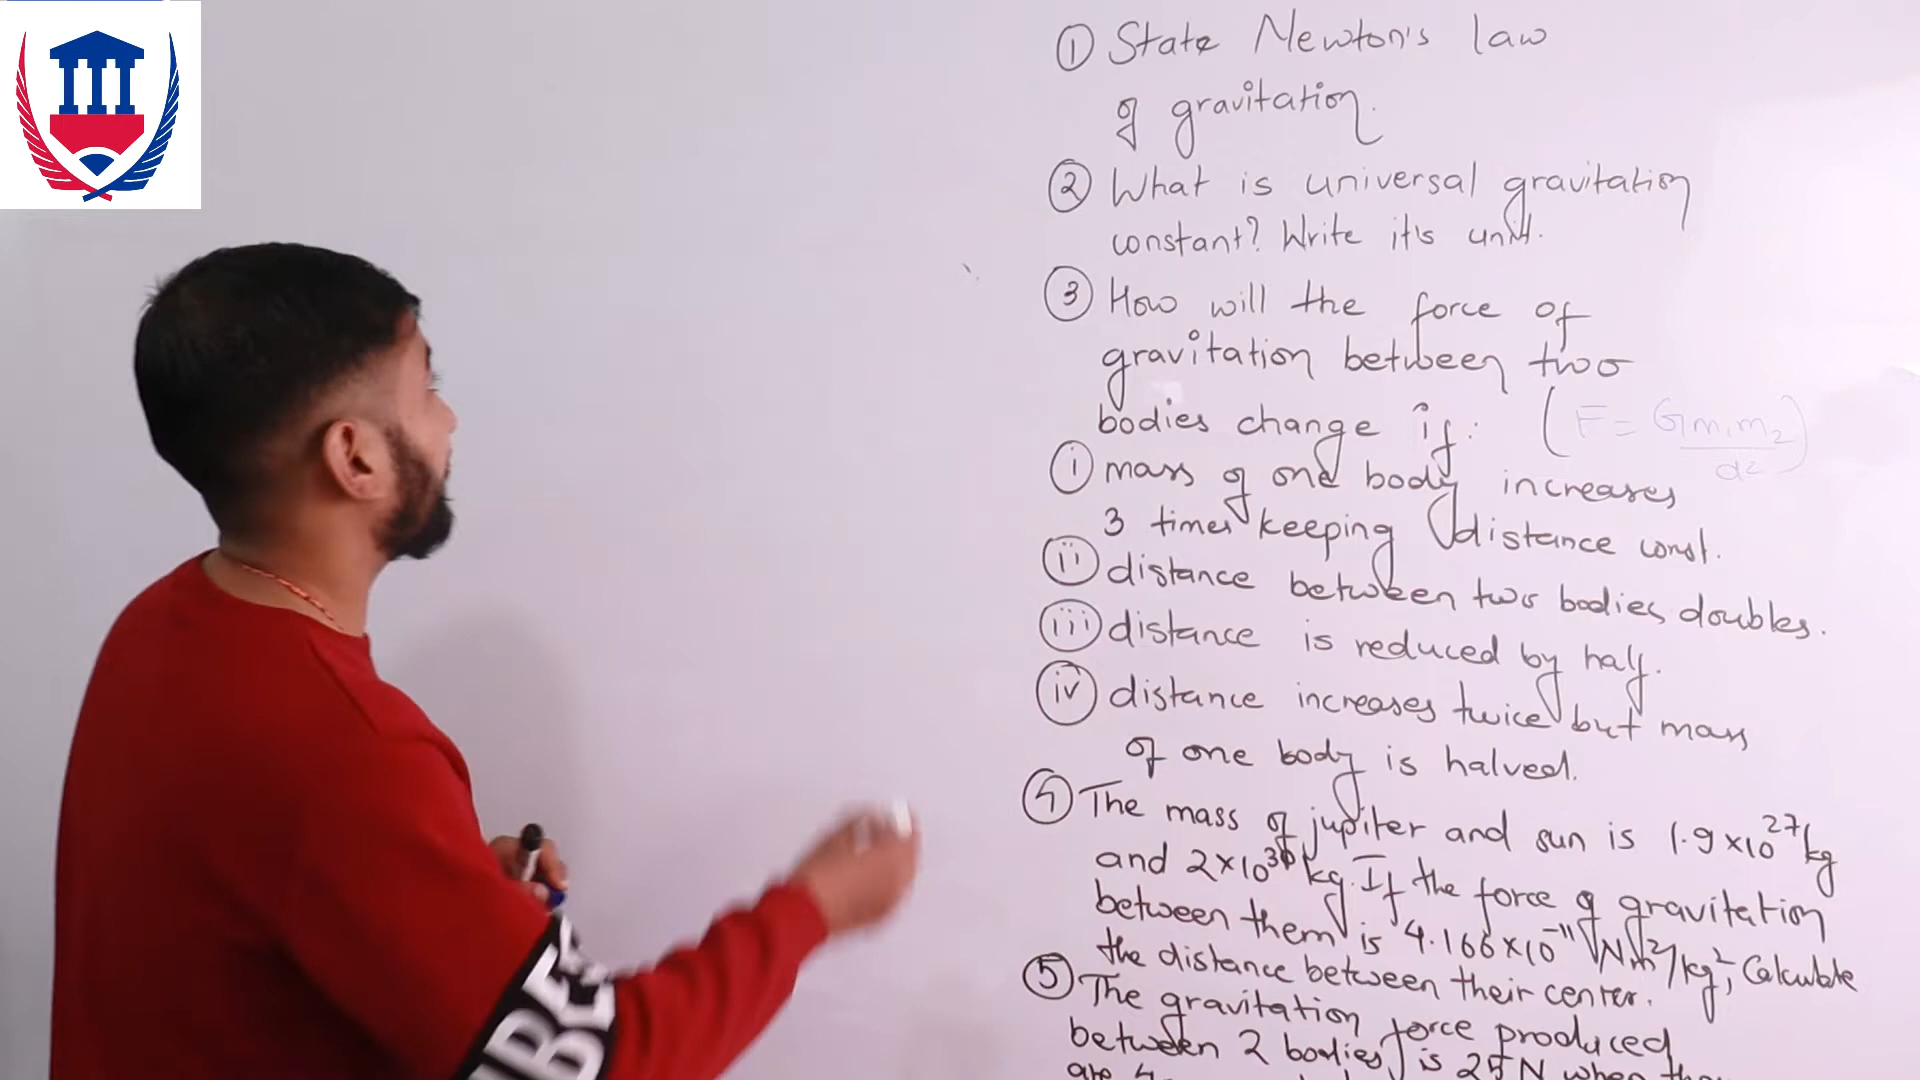 ① State Newton's law
of gravitation.
② What is universal gravitation
constant? Write it's unit.
③ How will the force of
gravitation between two
bodies change if: (F = Gm₁m₂/d²)
ⓘ mass of one body increases
3 times keeping distance const.
ii distance between two bodies doubles.
iii distance is reduced by half.
iv distance increases twice but mass
of one body is halved.
④ The mass of jupiter and sun is 1.9×10²⁷kg
and 2×10³⁰kg. If the force of gravitation
between them is 4.166×10⁻¹¹ Nm²/kg², Calculate
the distance between their center.
⑤ The gravitation force produced
between 2 bodies is 25 N when
are